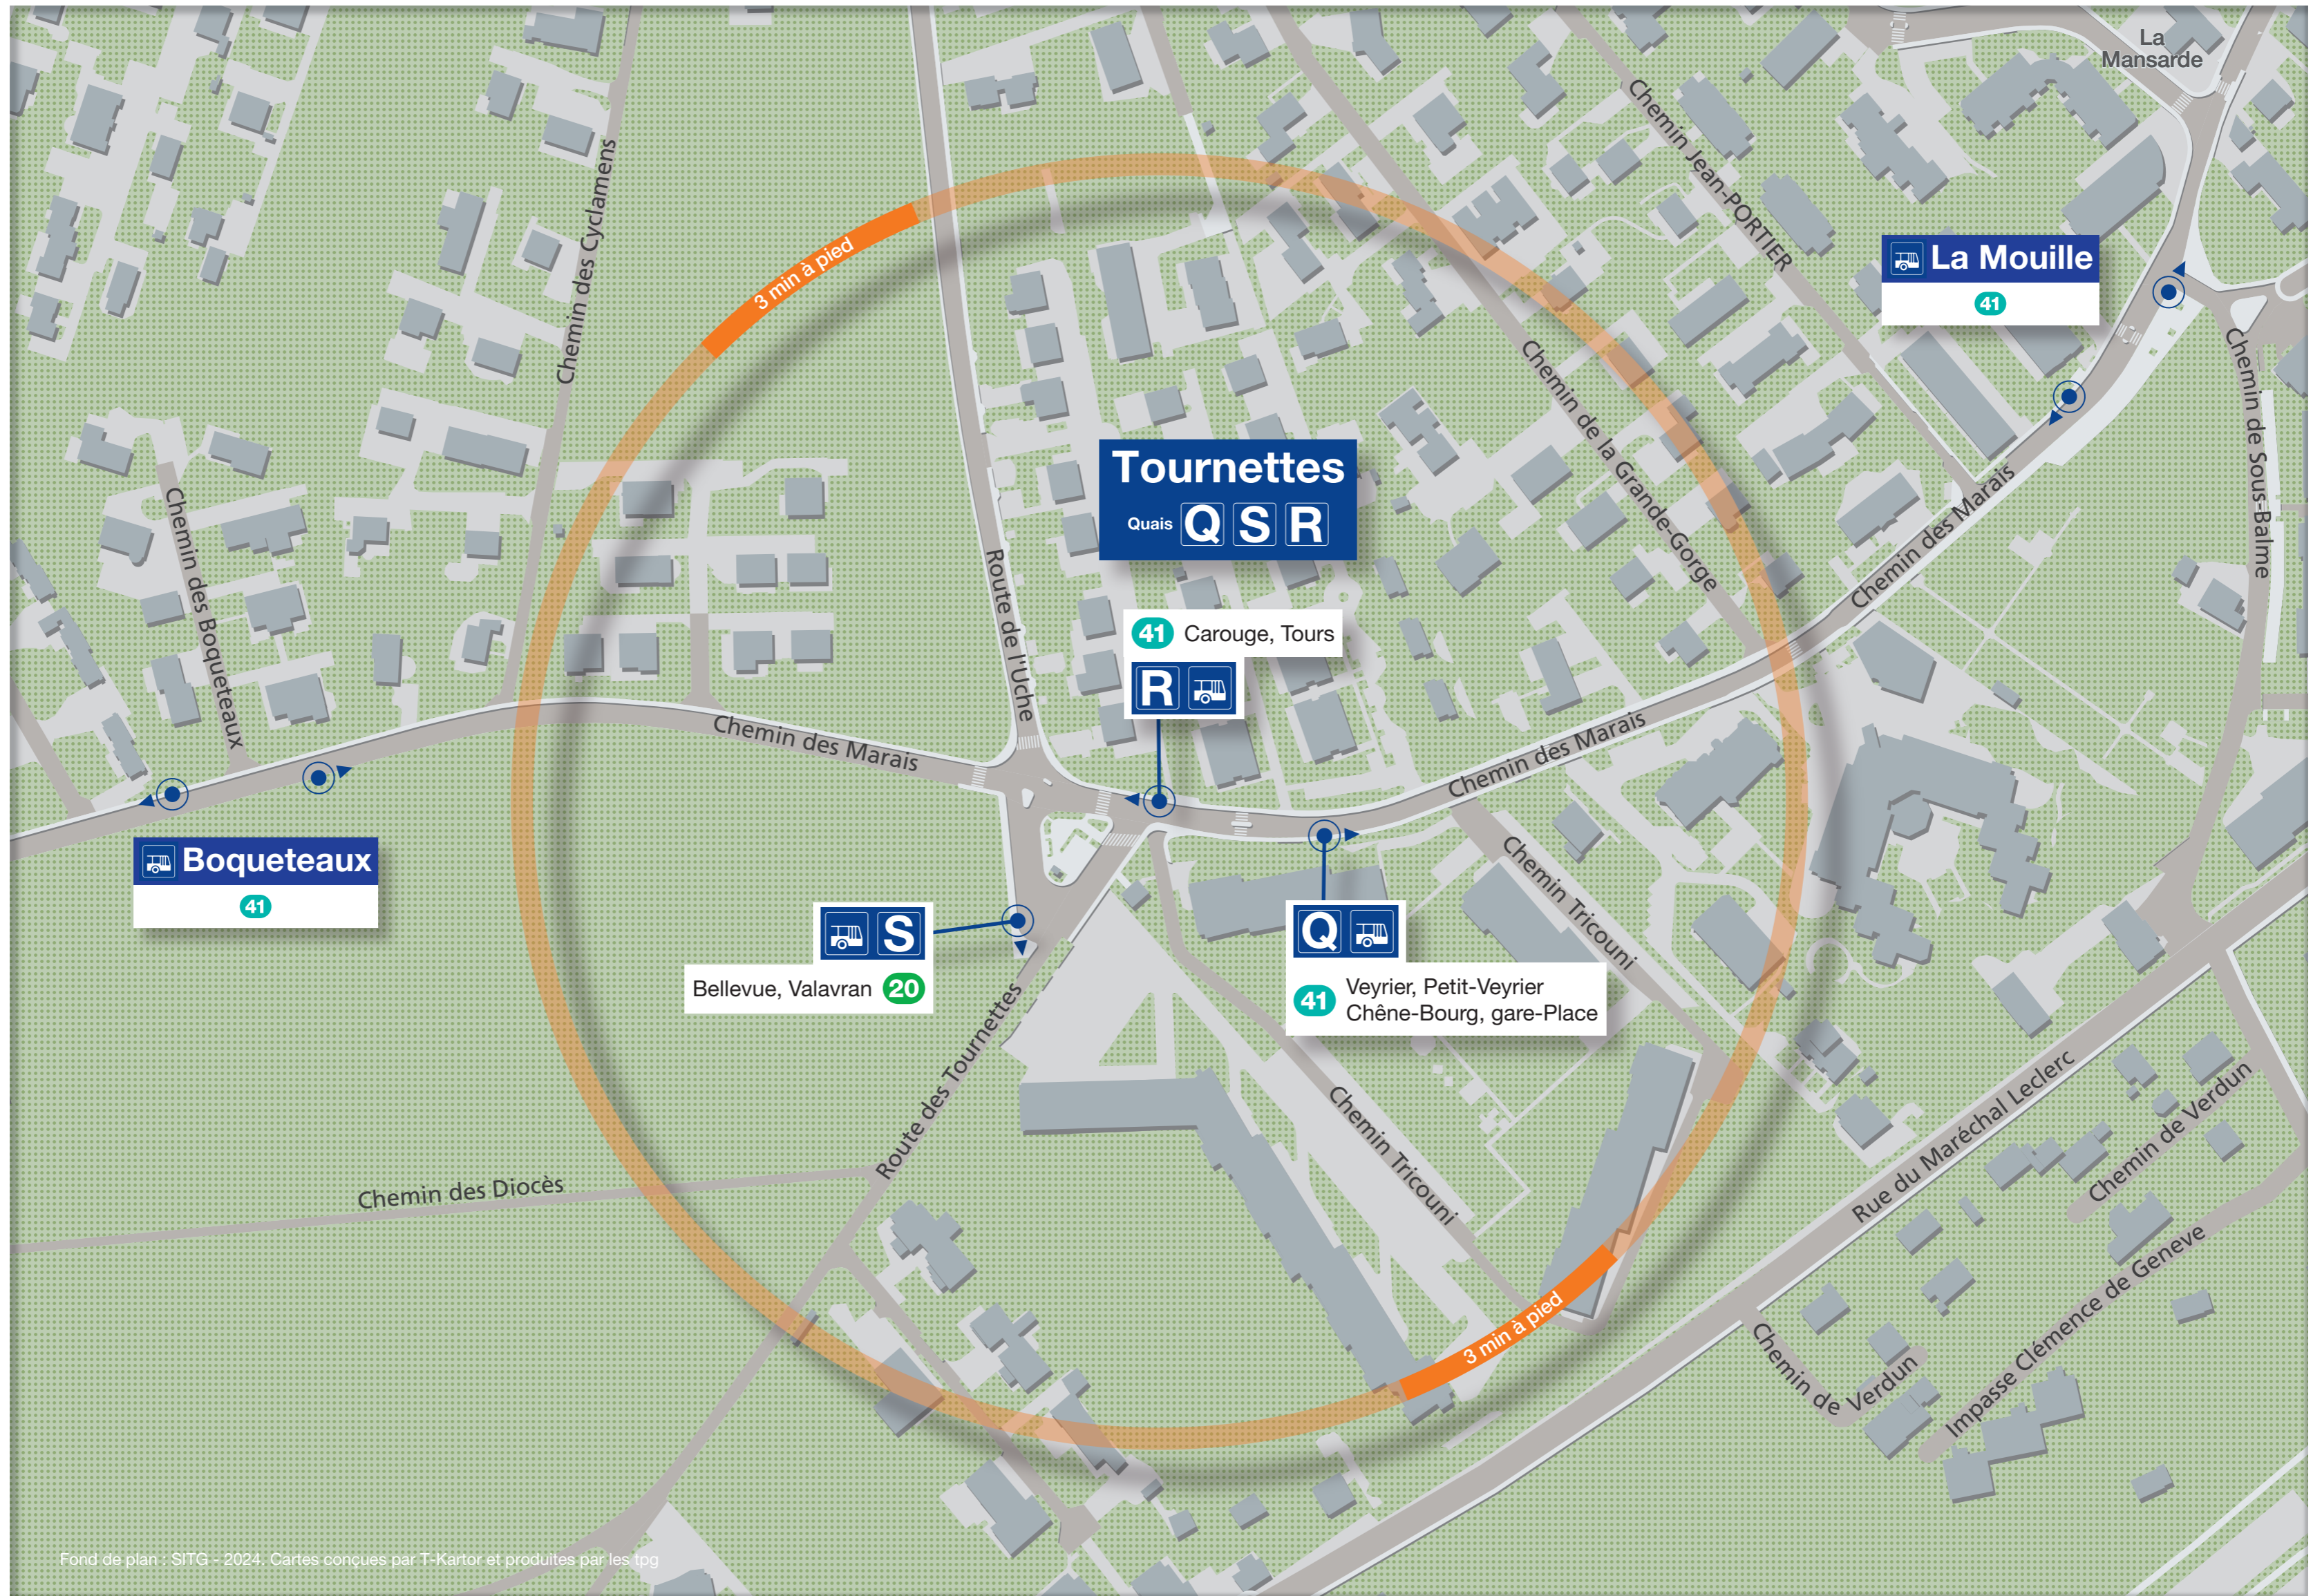 La
Mansarde
Chemin Jean-PORTIER
Chemin des Cyclamens
La Mouille
41
3 min à pied
Chemin de la Grande-Gorge
Chemin de Sous-Balme
Tournettes
Quais Q S R
Chemin des Marais
Chemin des Boqueteaux
Route de l'Uche
41 Carouge, Tours
R
Chemin des Marais
Chemin des Marais
Boqueteaux
41
S
Bellevue, Valavran 20
Q
41 Veyrier, Petit-Veyrier
Chêne-Bourg, gare-Place
Chemin Tricouni
Route des Tournettes
Chemin Tricouni
Rue du Maréchal Leclerc
Chemin de Verdun
Chemin des Diocès
Impasse Clémence de Geneve
3 min à pied
Chemin de Verdun
Fond de plan : SITG - 2024. Cartes conçues par T-Kartor et produites par les tpg